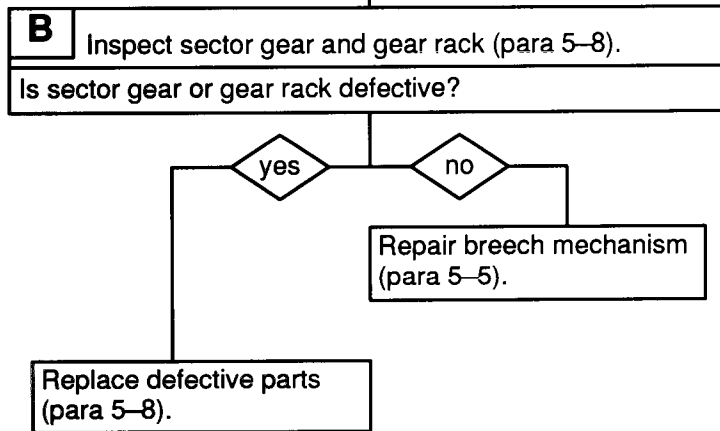 B
Inspect sector gear and gear rack (para 5–8).
Is sector gear or gear rack defective?
yes
no
Repair breech mechanism
(para 5–5).
Replace defective parts
(para 5–8).